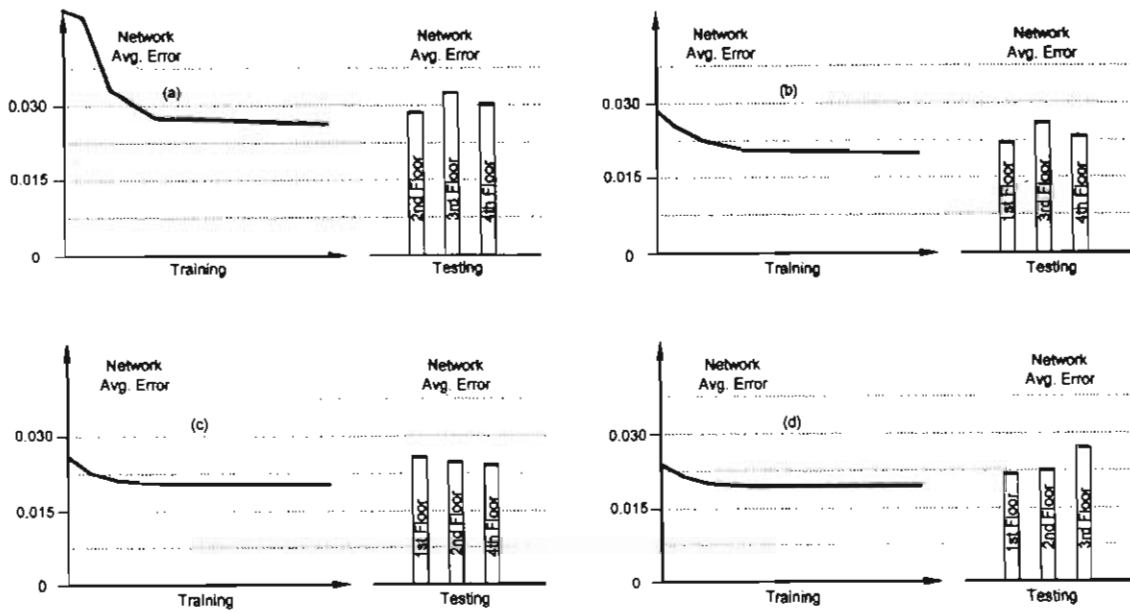 Network
Avg. Error
Network
Avg. Error
(a)
0.030
0.015
0
2nd Floor
3rd Floor
4th Floor
Training
Testing
Network
Avg. Error
Network
Avg. Error
(b)
0.030
0.015
0
1st Floor
3rd Floor
4th Floor
Training
Testing
Network
Avg. Error
Network
Avg. Error
(c)
0.030
0.015
0
1st Floor
2nd Floor
4th Floor
Training
Testing
Network
Avg. Error
Network
Avg. Error
(d)
0.030
0.015
0
1st Floor
2nd Floor
3rd Floor
Training
Testing